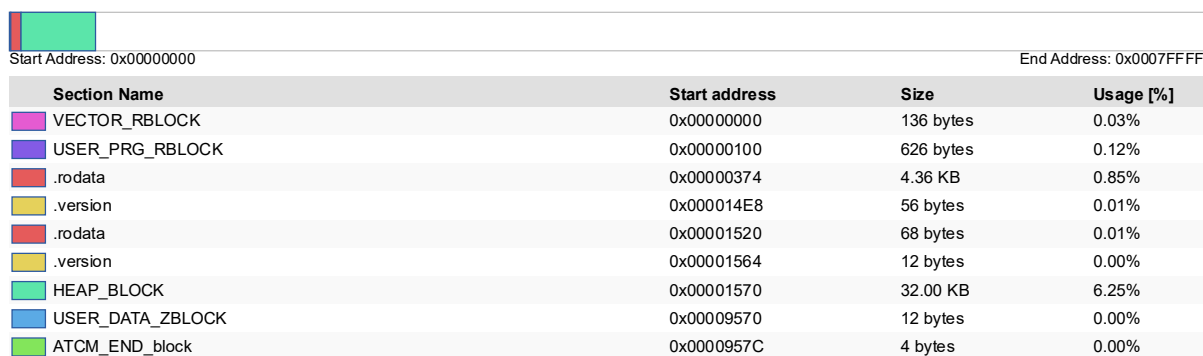 Start Address: 0x00000000 End Address: 0x0007FFFF
Section Name Start address Size Usage [%]
VECTOR_RBLOCK 0x00000000 136 bytes 0.03%
USER_PRG_RBLOCK 0x00000100 626 bytes 0.12%
.rodata 0x00000374 4.36 KB 0.85%
.version 0x000014E8 56 bytes 0.01%
.rodata 0x00001520 68 bytes 0.01%
.version 0x00001564 12 bytes 0.00%
HEAP_BLOCK 0x00001570 32.00 KB 6.25%
USER_DATA_ZBLOCK 0x00009570 12 bytes 0.00%
ATCM_END_block 0x0000957C 4 bytes 0.00%